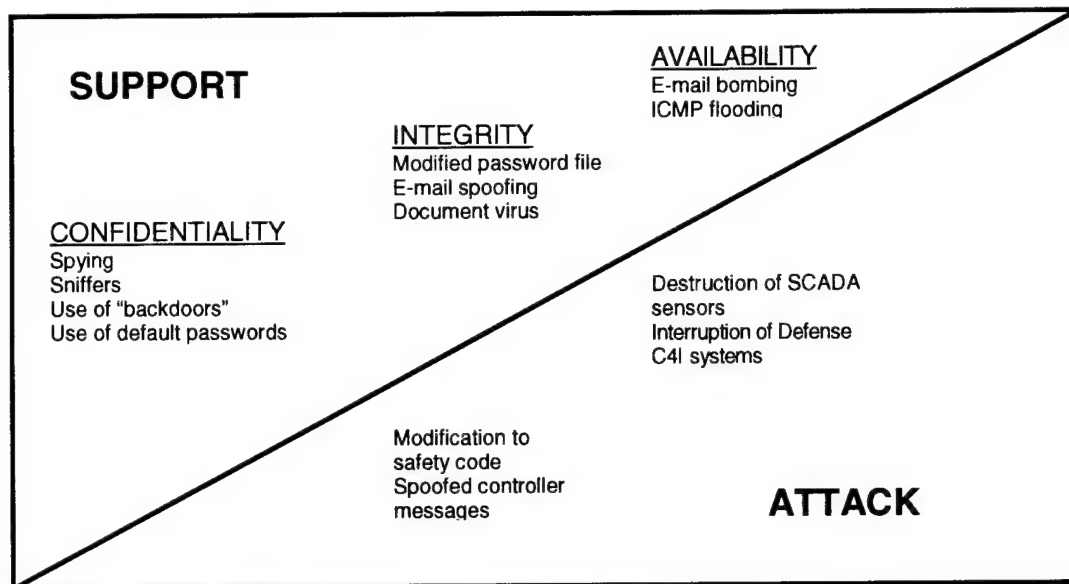 SUPPORT
CONFIDENTIALITY
Spying
Sniffers
Use of “backdoors”
Use of default passwords
INTEGRITY
Modified password file
E-mail spoofing
Document virus
AVAILABILITY
E-mail bombing
ICMP flooding
Modification to
safety code
Spoofed controller
messages
Destruction of SCADA
sensors
Interruption of Defense
C4I systems
ATTACK